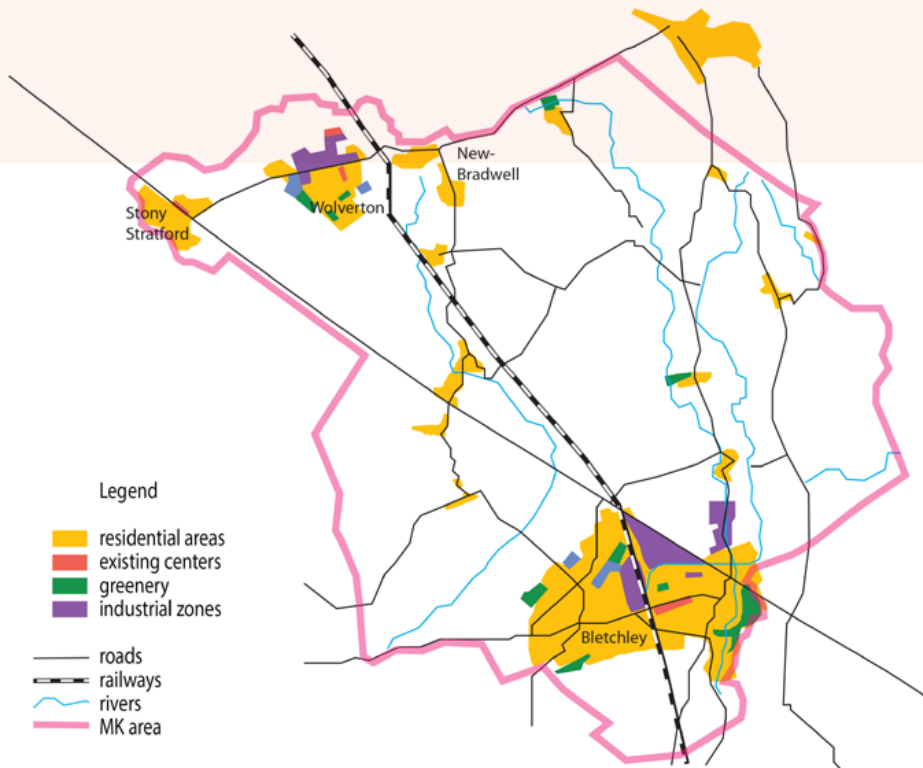 New-
Bradwell
Wolverton
Stony
Stratford
Bletchley
Legend
residential areas
existing centers
greenery
industrial zones
roads
railways
rivers
MK area